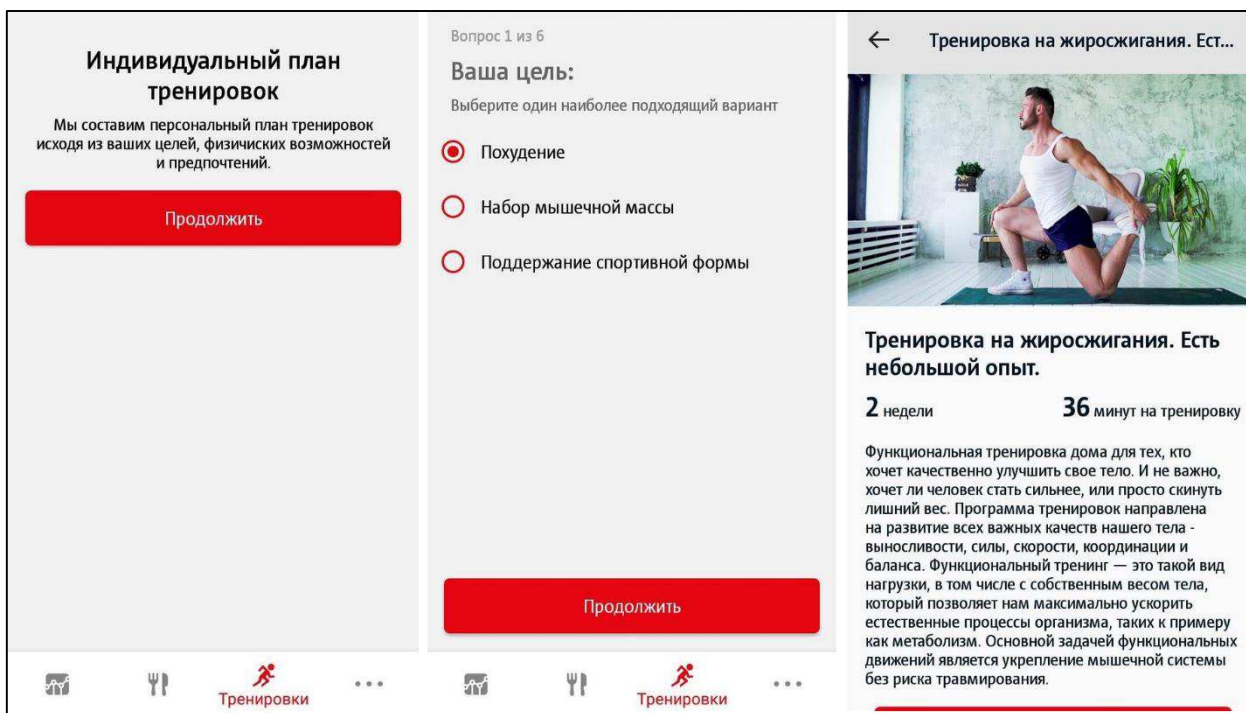 Индивидуальный план
тренировок
Мы составим персональный план тренировок
исходя из ваших целей, физичиских возможностей
и предпочтений.
Продолжить
Тренировки
Вопрос 1 из 6
Ваша цель:
Выберите один наиболее подходящий вариант
Похудение
Набор мышечной массы
Поддержание спортивной формы
Продолжить
Тренировки
Тренировка на жиросжигания. Ест...
Тренировка на жиросжигания. Есть
небольшой опыт.
2 недели 36 минут на тренировку
Функциональная тренировка дома для тех, кто
хочет качественно улучшить свое тело. И не важно,
хочет ли человек стать сильнее, или просто скинуть
лишний вес. Программа тренировок направлена
на развитие всех важных качеств нашего тела -
выносливости, силы, скорости, координации и
баланса. Функциональный тренинг — это такой вид
нагрузки, в том числе с собственным весом тела,
который позволяет нам максимально ускорить
естественные процессы организма, таких к примеру
как метаболизм. Основной задачей функциональных
движений является укрепление мышечной системы
без риска травмирования.